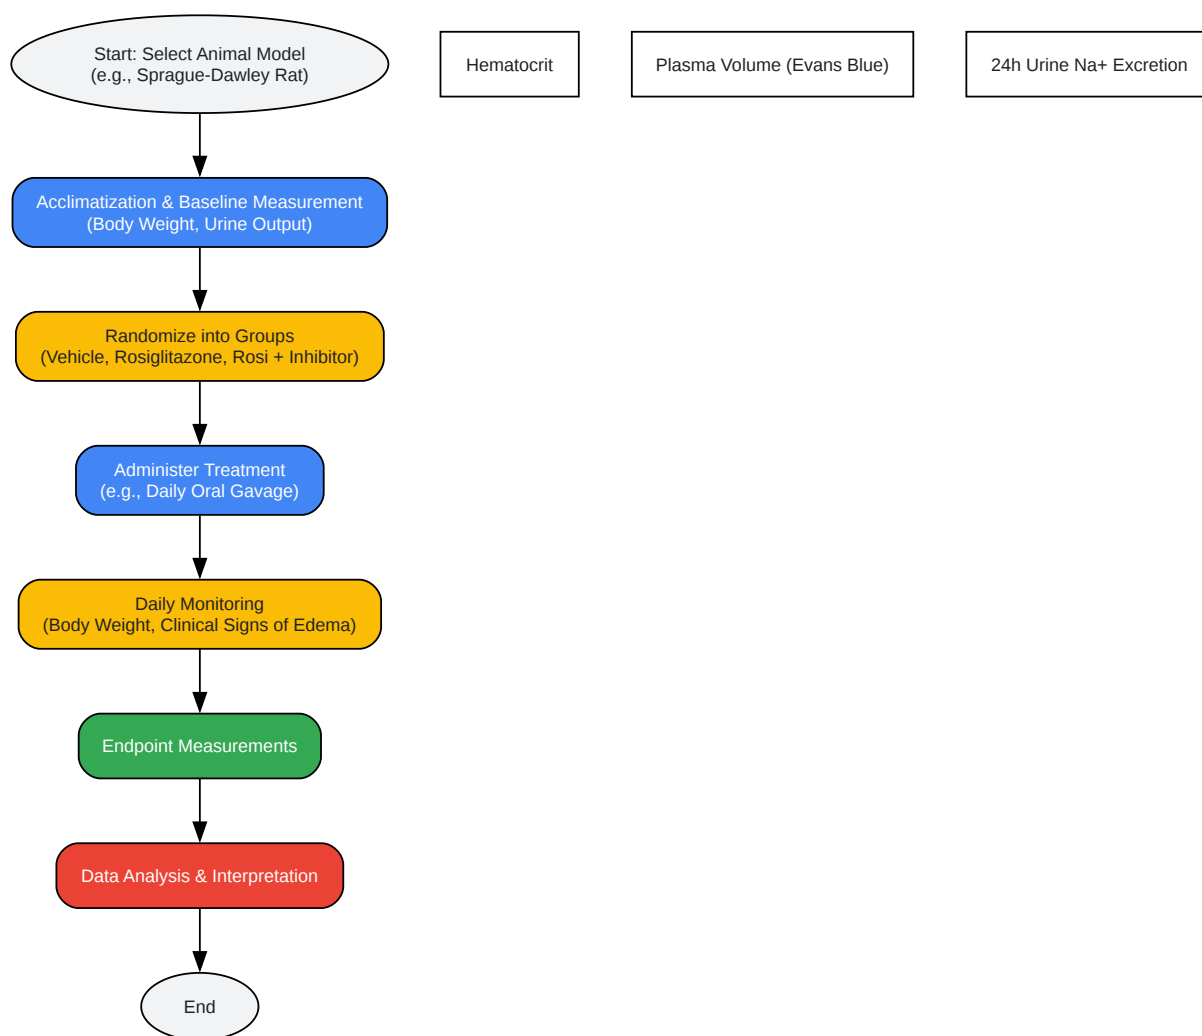 Start: Select Animal Model
(e.g., Sprague-Dawley Rat)
Hematocrit
Plasma Volume (Evans Blue)
24h Urine Na+ Excretion
Acclimatization & Baseline Measurement
(Body Weight, Urine Output)
Randomize into Groups
(Vehicle, Rosiglitazone, Rosi + Inhibitor)
Administer Treatment
(e.g., Daily Oral Gavage)
Daily Monitoring
(Body Weight, Clinical Signs of Edema)
Endpoint Measurements
Data Analysis & Interpretation
End